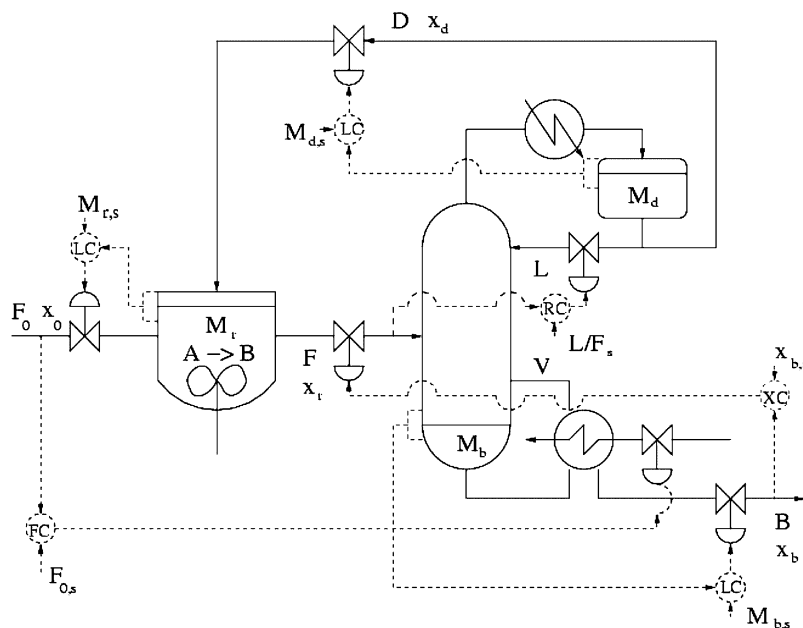 D x_d
LC
M_d,s
M_d
M_r,s
LC
L
F_0 x_0
M_r
RC
A -> B
F
L/F_s
x_r
V
x_b,
XC
M_b
FC
B
x_b
F_0,s
LC
M_b,s